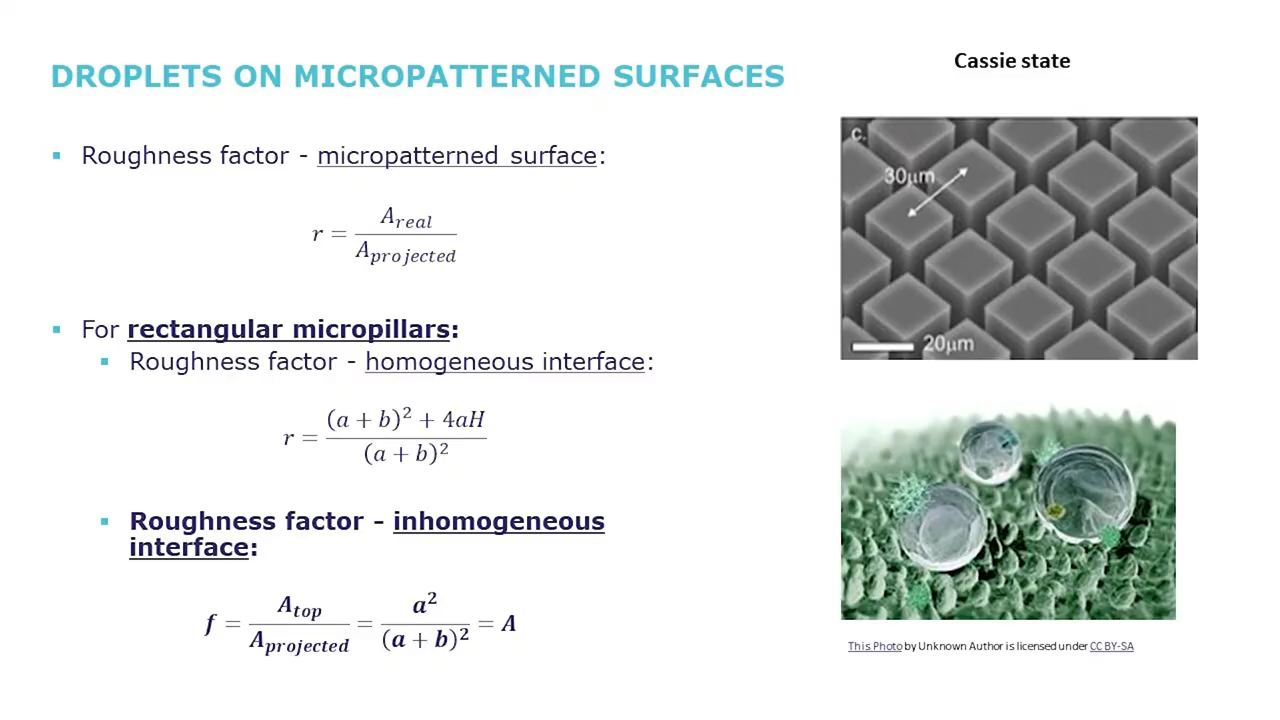 DROPLETS ON MICROPATTERNED SURFACES
Cassie state
▪ Roughness factor - micropatterned surface:
r = A_real / A_projected
▪ For rectangular micropillars:
▪ Roughness factor - homogeneous interface:
r = ((a + b)² + 4aH) / (a + b)²
▪ Roughness factor - inhomogeneous
interface:
f = A_top / A_projected = a² / (a + b)² = A
c.
30μm
20μm
This Photo by Unknown Author is licensed under CC BY-SA